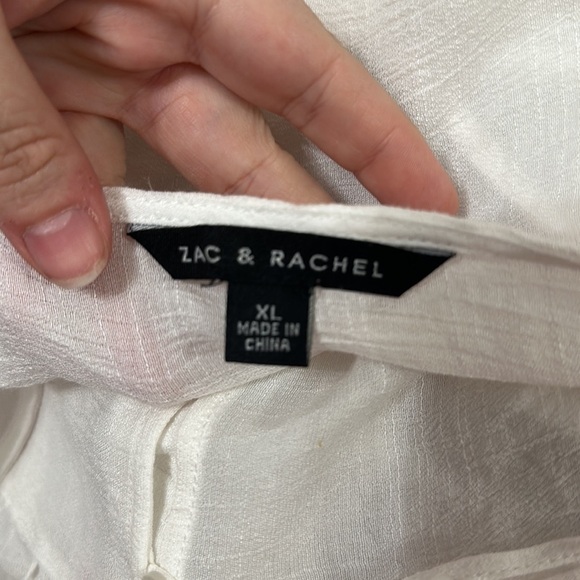 ZAC & RACHEL
XL
MADE IN
CHINA